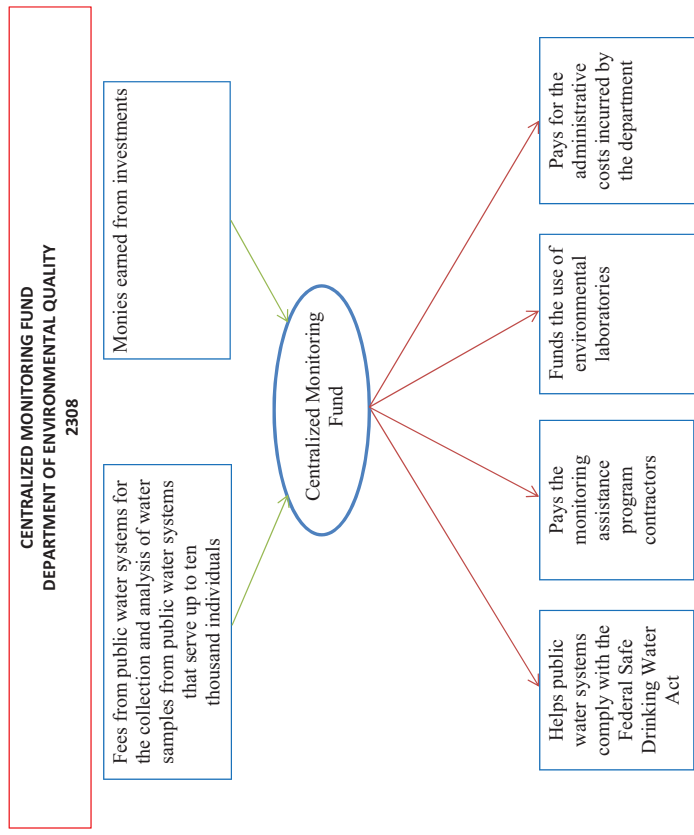 CENTRALIZED MONITORING FUND
DEPARTMENT OF ENVIRONMENTAL QUALITY
2308
Fees from public water systems for
the collection and analysis of water
samples from public water systems
that serve up to ten
thousand individuals
Monies earned from investments
Centralized Monitoring
Fund
Helps public
water systems
comply with the
Federal Safe
Drinking Water
Act
Pays the
monitoring
assistance
program
contractors
Funds the use of
environmental
laboratories
Pays for the
administrative
costs incurred by
the department